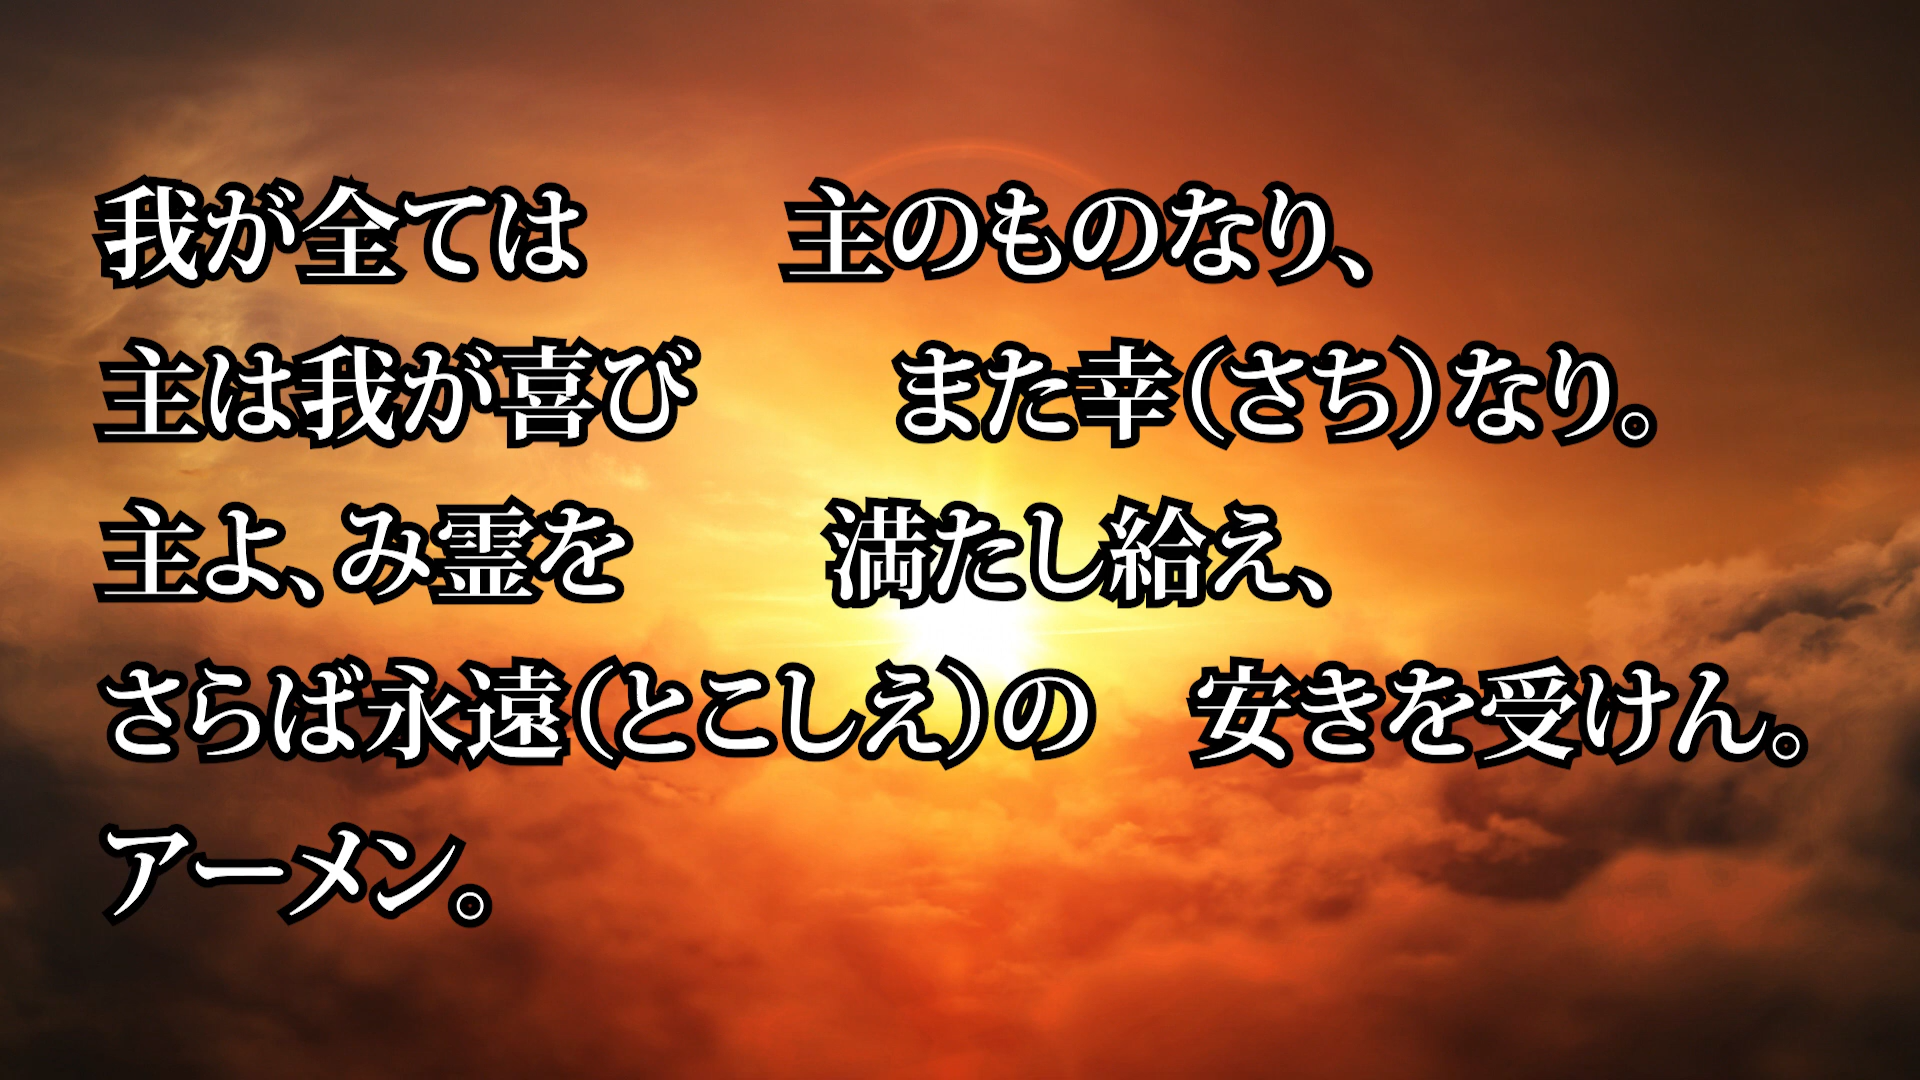 我が全ては　　主のものなり、
主は我が喜び　　また幸（さち）なり。
主よ、み霊を　　満たし給え、
さらば永遠（とこしえ）の　安きを受けん。
アーメン。